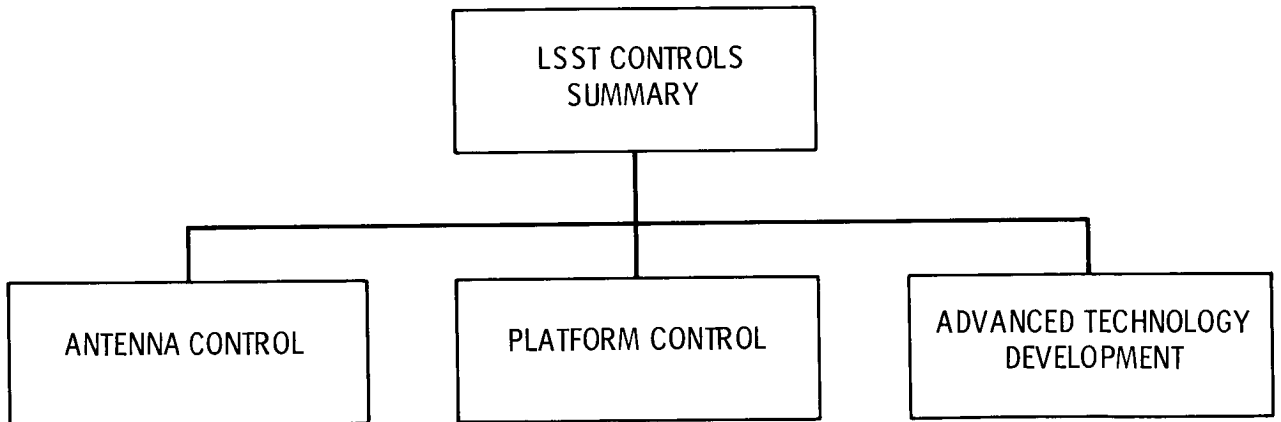 LSST CONTROLS
SUMMARY
ANTENNA CONTROL
PLATFORM CONTROL
ADVANCED TECHNOLOGY
DEVELOPMENT